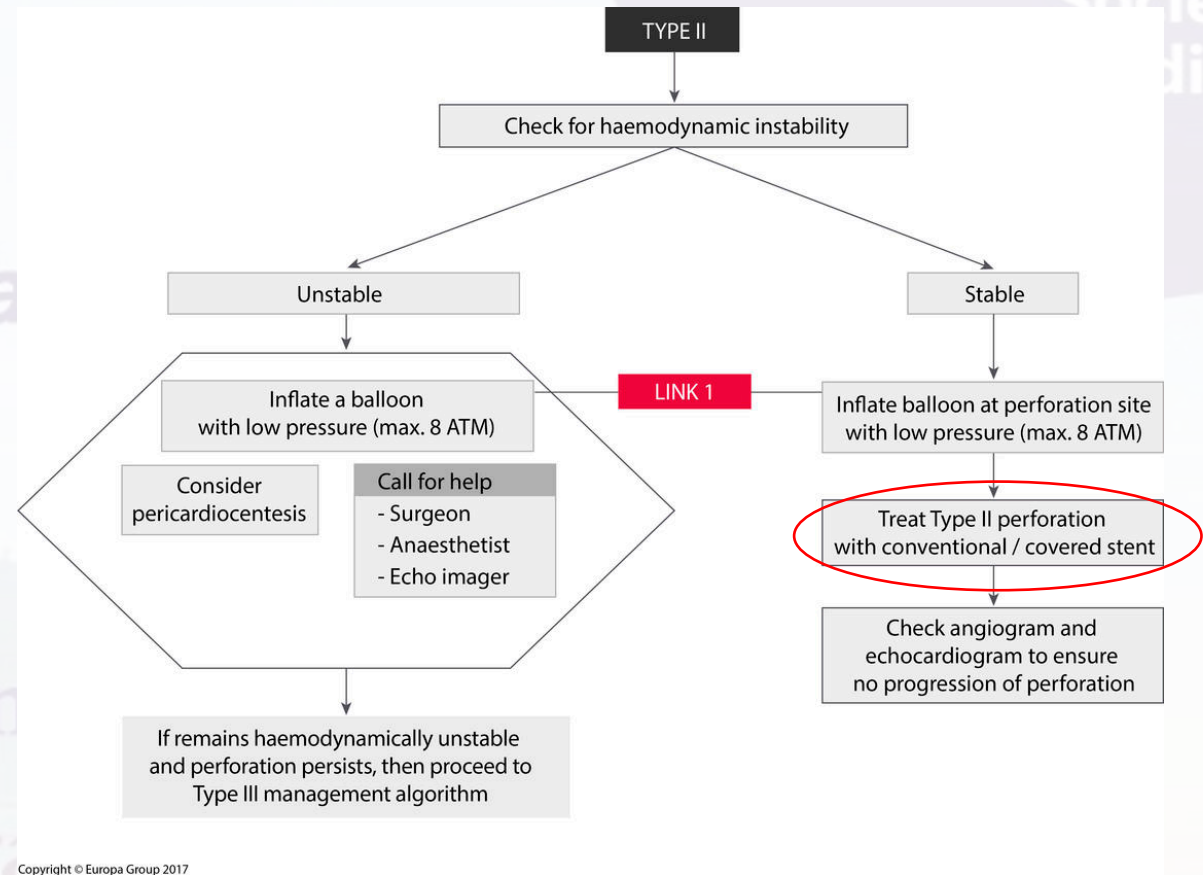 TYPE II
Check for haemodynamic instability
Unstable
Stable
Inflate a balloon
with low pressure (max. 8 ATM)
LINK 1
Inflate balloon at perforation site
with low pressure (max. 8 ATM)
Consider
pericardiocentesis
Call for help
- Surgeon
- Anaesthetist
- Echo imager
Treat Type II perforation
with conventional / covered stent
Check angiogram and
echocardiogram to ensure
no progression of perforation
If remains haemodynamically unstable
and perforation persists, then proceed to
Type III management algorithm
Copyright © Europa Group 2017